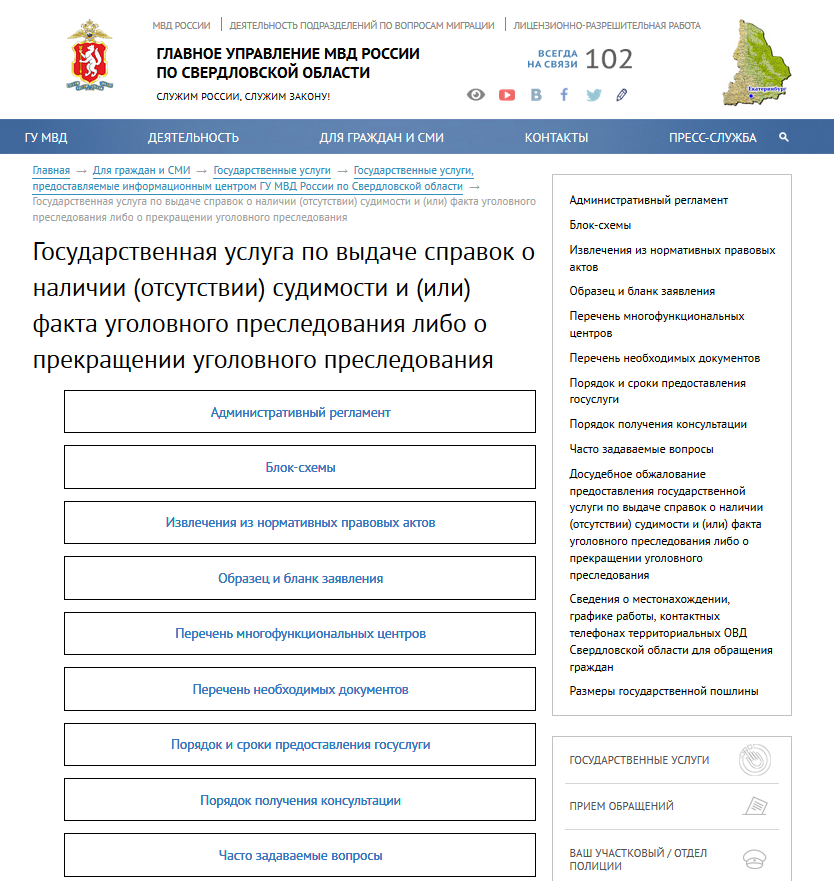 МВД РОССИИ
ДЕЯТЕЛЬНОСТЬ ПОДРАЗДЕЛЕНИЙ ПО ВОПРОСАМ МИГРАЦИИ
ЛИЦЕНЗИОННО-РАЗРЕШИТЕЛЬНАЯ РАБОТА
ГЛАВНОЕ УПРАВЛЕНИЕ МВД РОССИИ
ПО СВЕРДЛОВСКОЙ ОБЛАСТИ
СЛУЖИМ РОССИИ, СЛУЖИМ ЗАКОНУ!
ВСЕГДА
НА СВЯЗИ
102
Екатеринбург
ГУ МВД
ДЕЯТЕЛЬНОСТЬ
ДЛЯ ГРАЖДАН И СМИ
КОНТАКТЫ
ПРЕСС-СЛУЖБА
Главная → Для граждан и СМИ → Государственные услуги → Государственные услуги,
предоставляемые информационным центром ГУ МВД России по Свердловской области →
Государственная услуга по выдаче справок о наличии (отсутствии) судимости и (или) факта уголовного
преследования либо о прекращении уголовного преследования
Государственная услуга по выдаче справок о
наличии (отсутствии) судимости и (или)
факта уголовного преследования либо о
прекращении уголовного преследования
Административный регламент
Блок-схемы
Извлечения из нормативных правовых актов
Образец и бланк заявления
Перечень многофункциональных центров
Перечень необходимых документов
Порядок и сроки предоставления госуслуги
Порядок получения консультации
Часто задаваемые вопросы
Административный регламент
Блок-схемы
Извлечения из нормативных правовых
актов
Образец и бланк заявления
Перечень многофункциональных
центров
Перечень необходимых документов
Порядок и сроки предоставления
госуслуги
Порядок получения консультации
Часто задаваемые вопросы
Досудебное обжалование
предоставления государственной
услуги по выдаче справок о наличии
(отсутствии) судимости и (или) факта
уголовного преследования либо о
прекращении уголовного
преследования
Сведения о местонахождении,
графике работы, контактных
телефонах территориальных ОВД
Свердловской области для обращения
граждан
Размеры государственной пошлины
ГОСУДАРСТВЕННЫЕ УСЛУГИ
ПРИЕМ ОБРАЩЕНИЙ
ВАШ УЧАСТКОВЫЙ / ОТДЕЛ
ПОЛИЦИИ